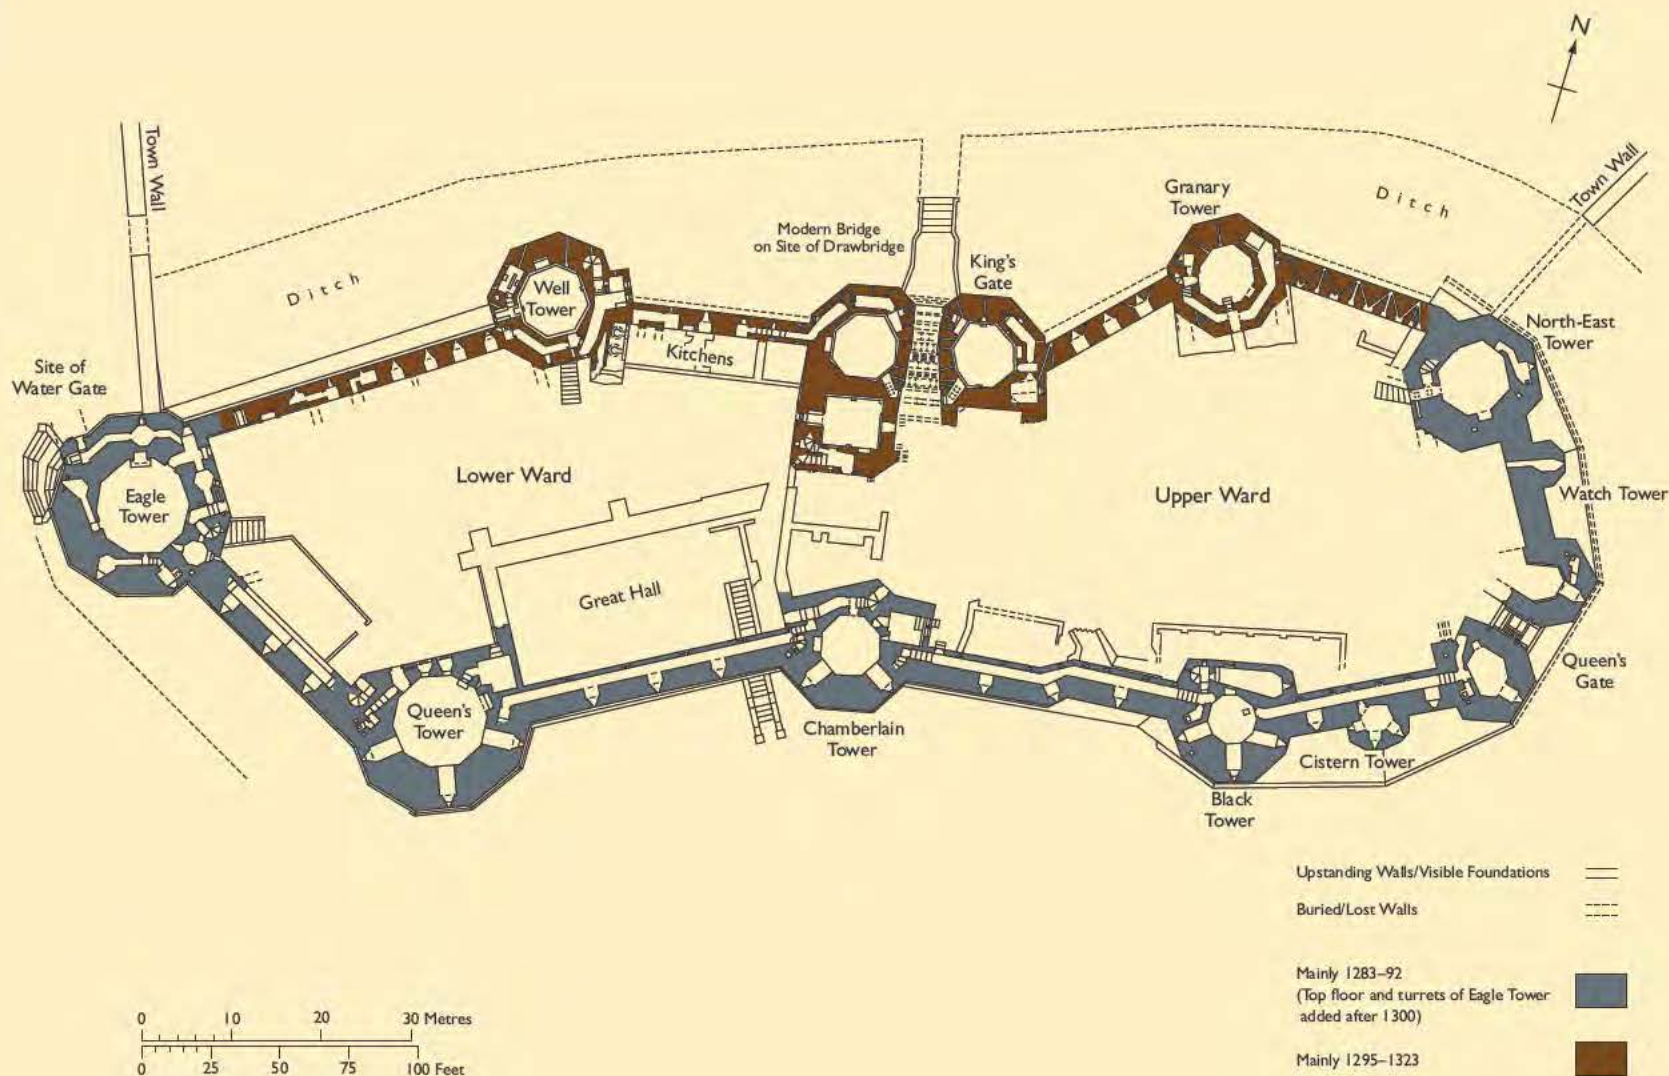 N
Town Wall
Town Wall
Ditch
Granary
Tower
Modern Bridge
on Site of Drawbridge
King's
Gate
Ditch
Well
Tower
North-East
Tower
Kitchens
Site of
Water Gate
Lower Ward
Upper Ward
Watch Tower
Eagle
Tower
Great Hall
Queen's
Gate
Queen's
Tower
Chamberlain
Tower
Cistern Tower
Black
Tower
Upstanding Walls/Visible Foundations
Buried/Lost Walls
Mainly 1283–92
(Top floor and turrets of Eagle Tower
added after 1300)
Mainly 1295–1323
0 10 20 30 Metres
0 25 50 75 100 Feet